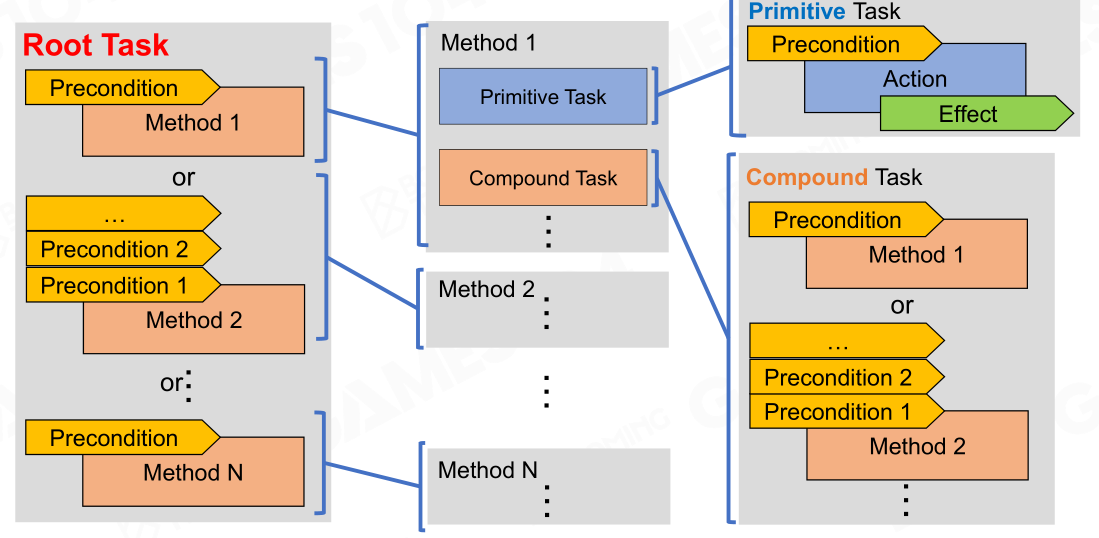 Root Task
Precondition
Method 1
or
...
Precondition 2
Precondition 1
Method 2
or
Precondition
Method N
Method 1
Primitive Task
Compound Task
Method 2
Method N
Primitive Task
Precondition
Action
Effect
Compound Task
Precondition
Method 1
or
...
Precondition 2
Precondition 1
Method 2